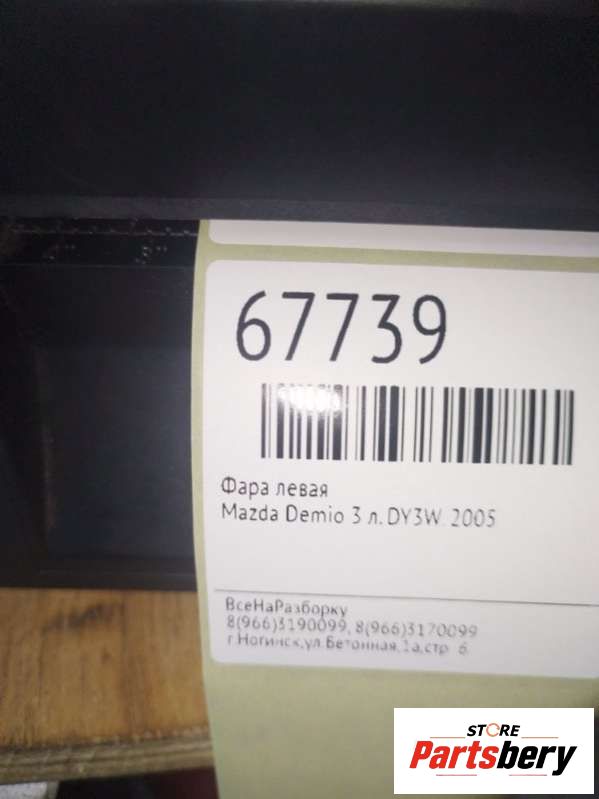 67739
Фара левая
Mazda Demio 3 л. DY3W. 2005
ВсеНаРазборку
8(966)3190099, 8(966)3170099
г.Ногинск,ул.Бетонная,1а,стр. 6.
STORE
Partsbery